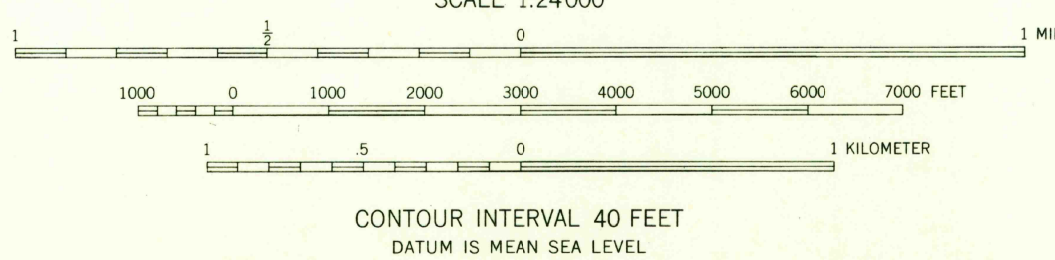 SCALE 1:24000
1 1/2 0 1
1000 0 1000 2000 3000 4000 5000 6000 7000 FEET
1 .5 0 1 KILOMETER
CONTOUR INTERVAL 40 FEET
DATUM IS MEAN SEA LEVEL